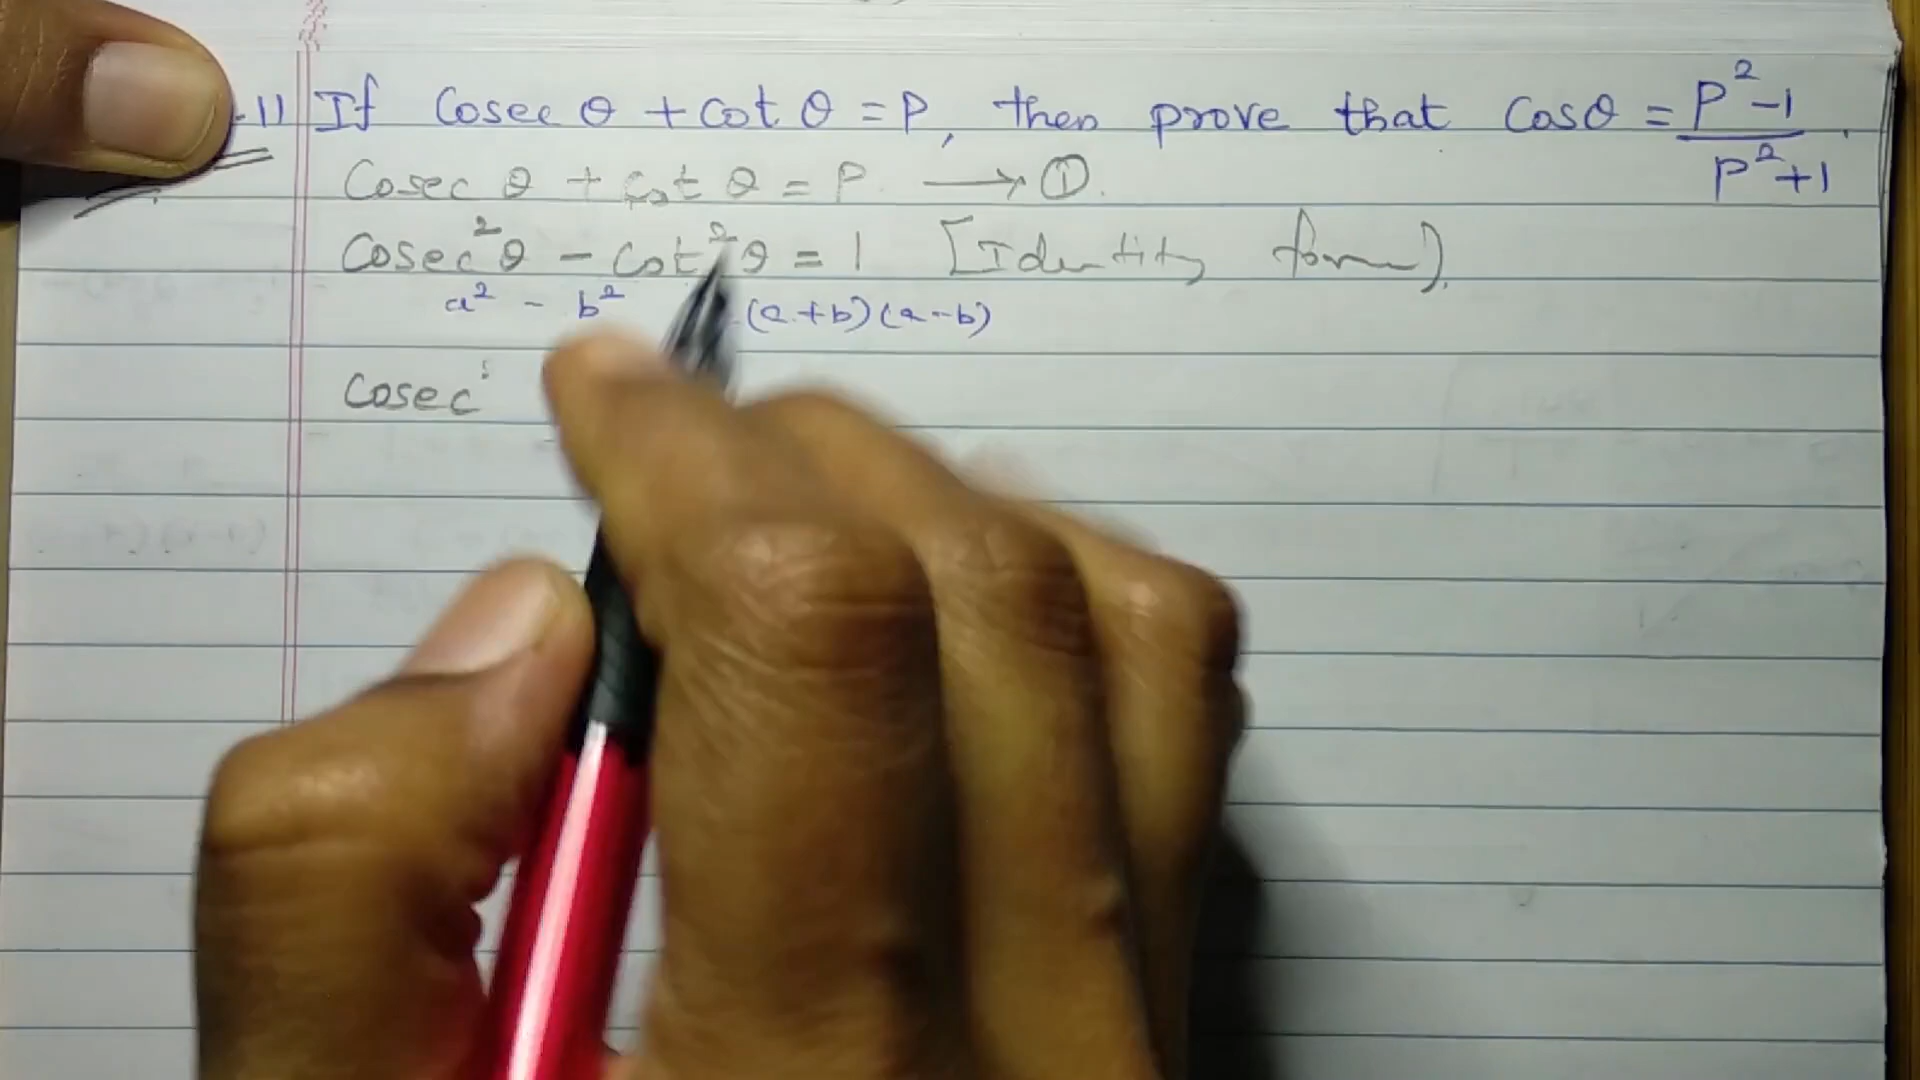 11 If Cosec θ + Cot θ = P, then prove that Cosθ = P²-1 / P²+1
Cosec θ + Cot θ = P. → ①.
Cosec²θ - Cot²θ = 1 [Identity form].
a² - b² (a+b)(a-b)
Cosec